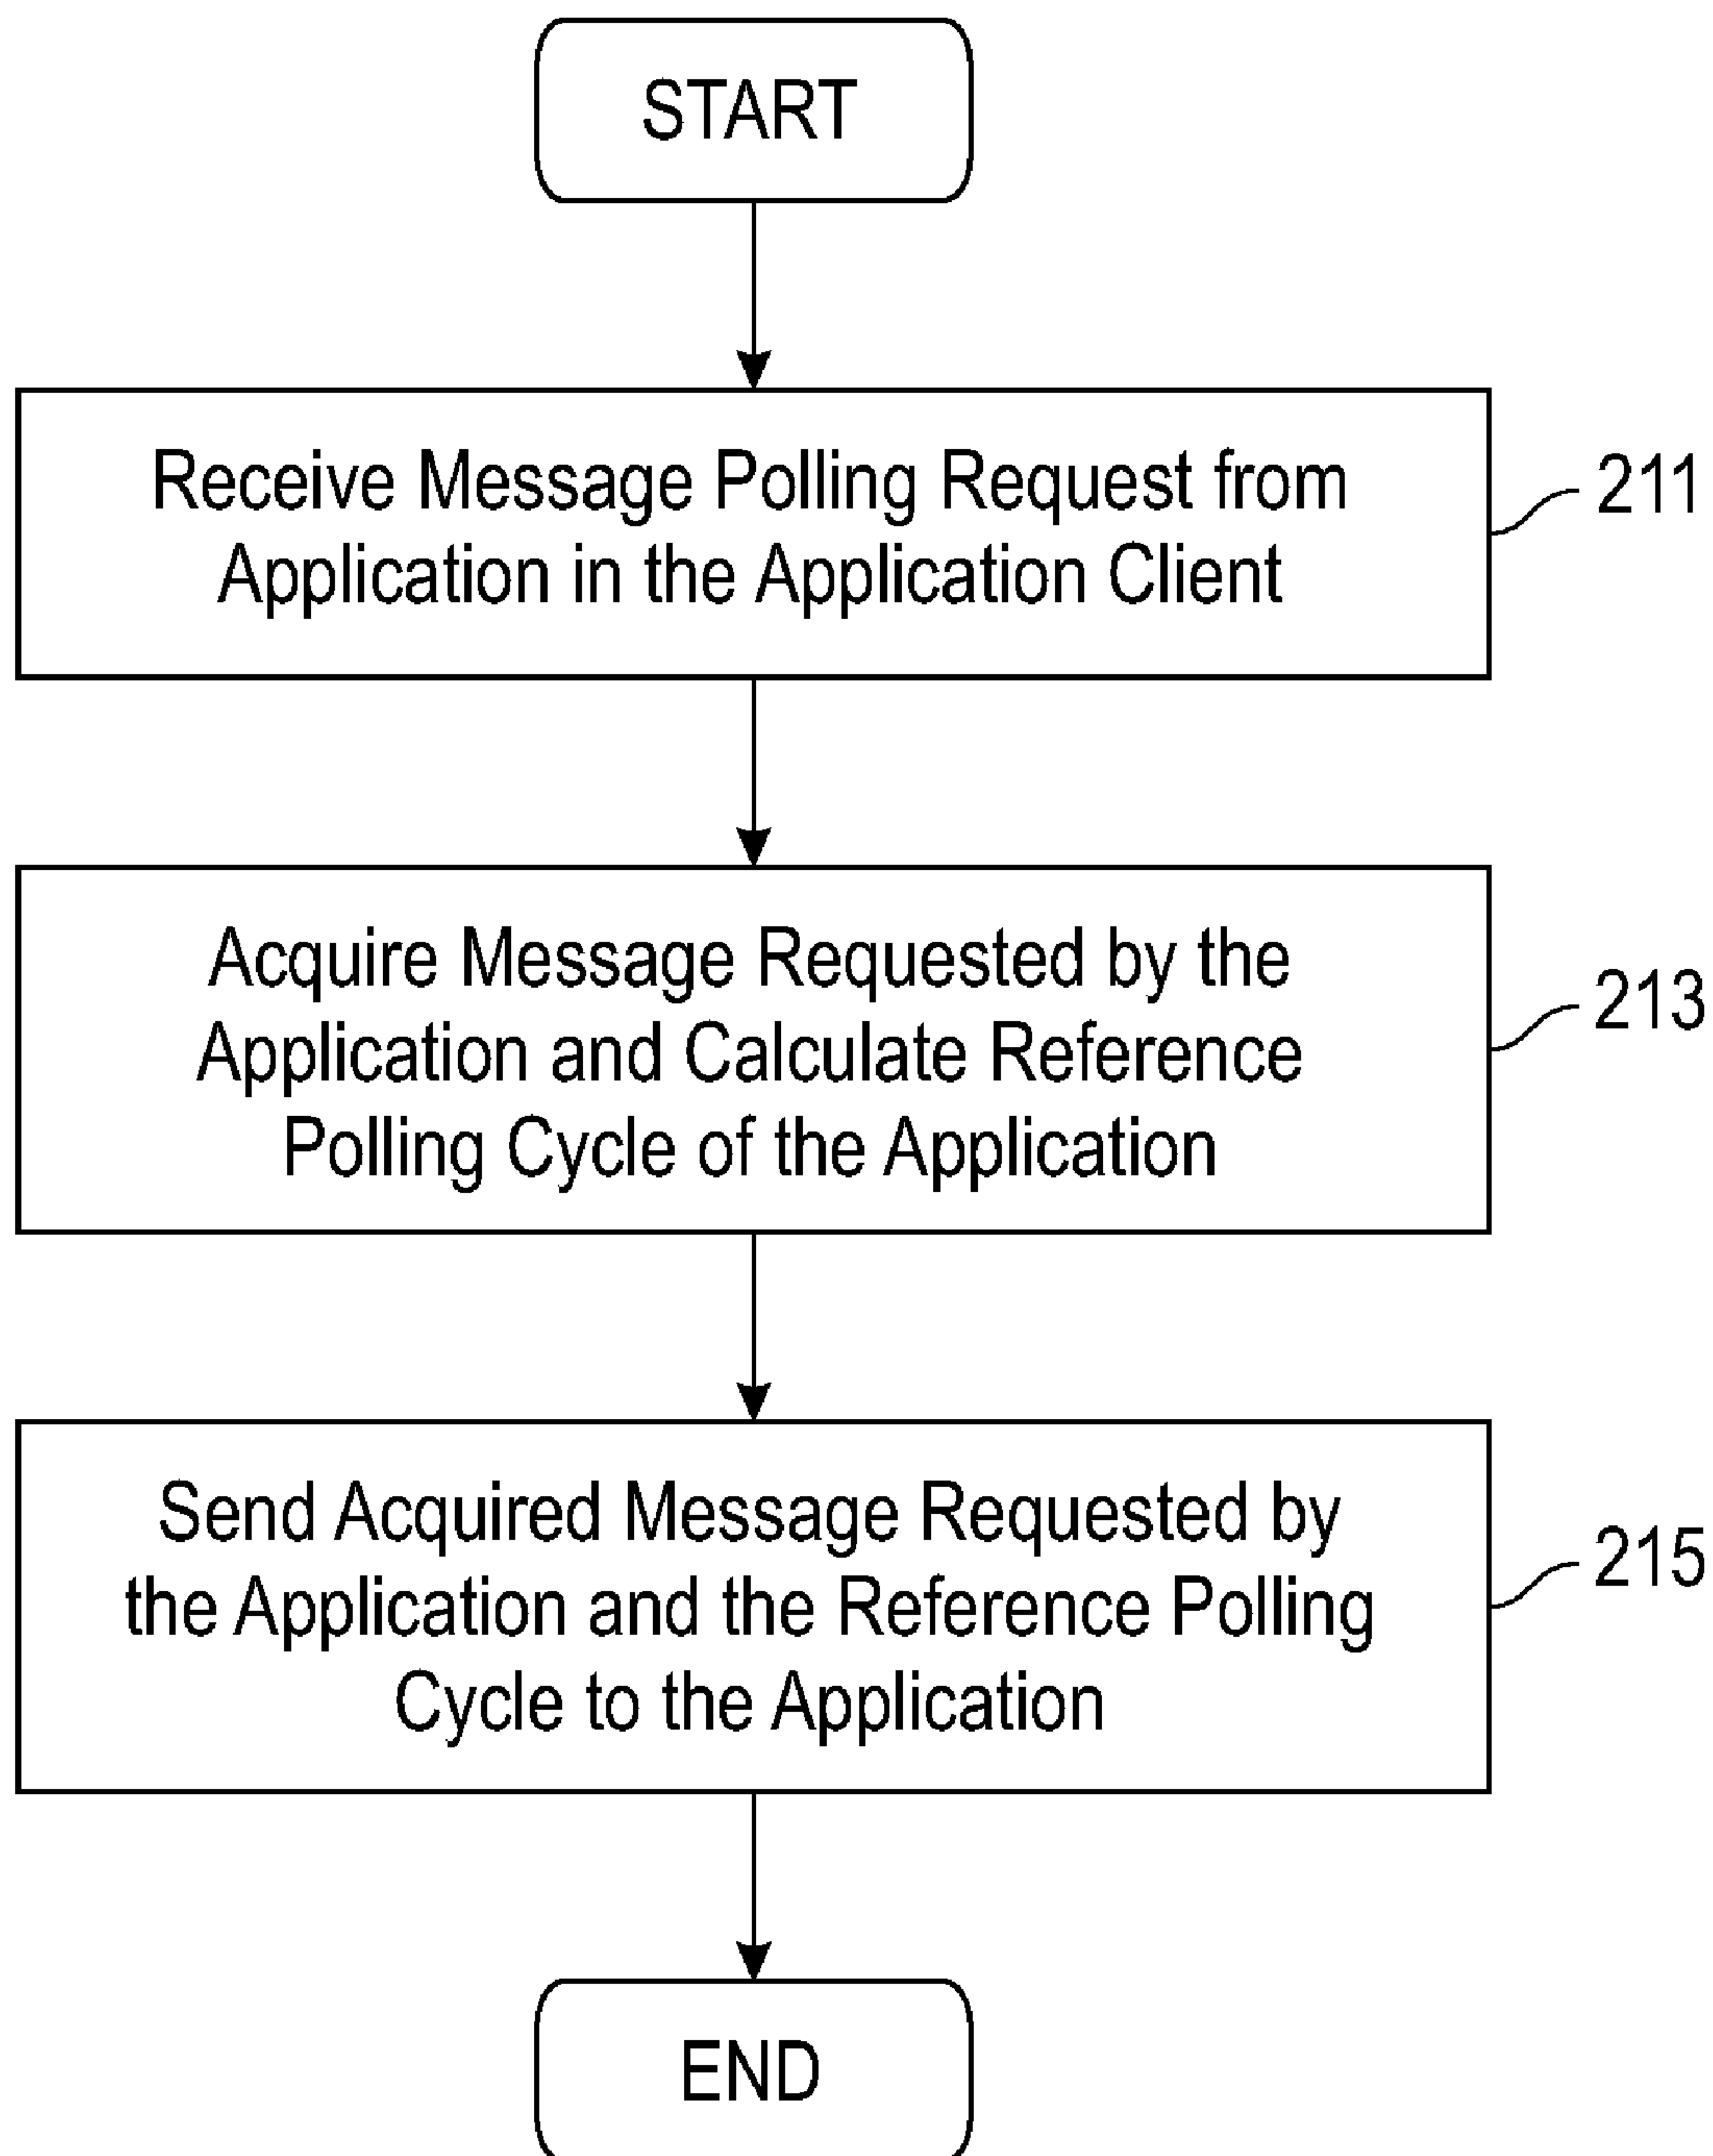 START
Receive Message Polling Request from
Application in the Application Client
211
Acquire Message Requested by the
Application and Calculate Reference
Polling Cycle of the Application
213
Send Acquired Message Requested by
the Application and the Reference Polling
Cycle to the Application
215
END